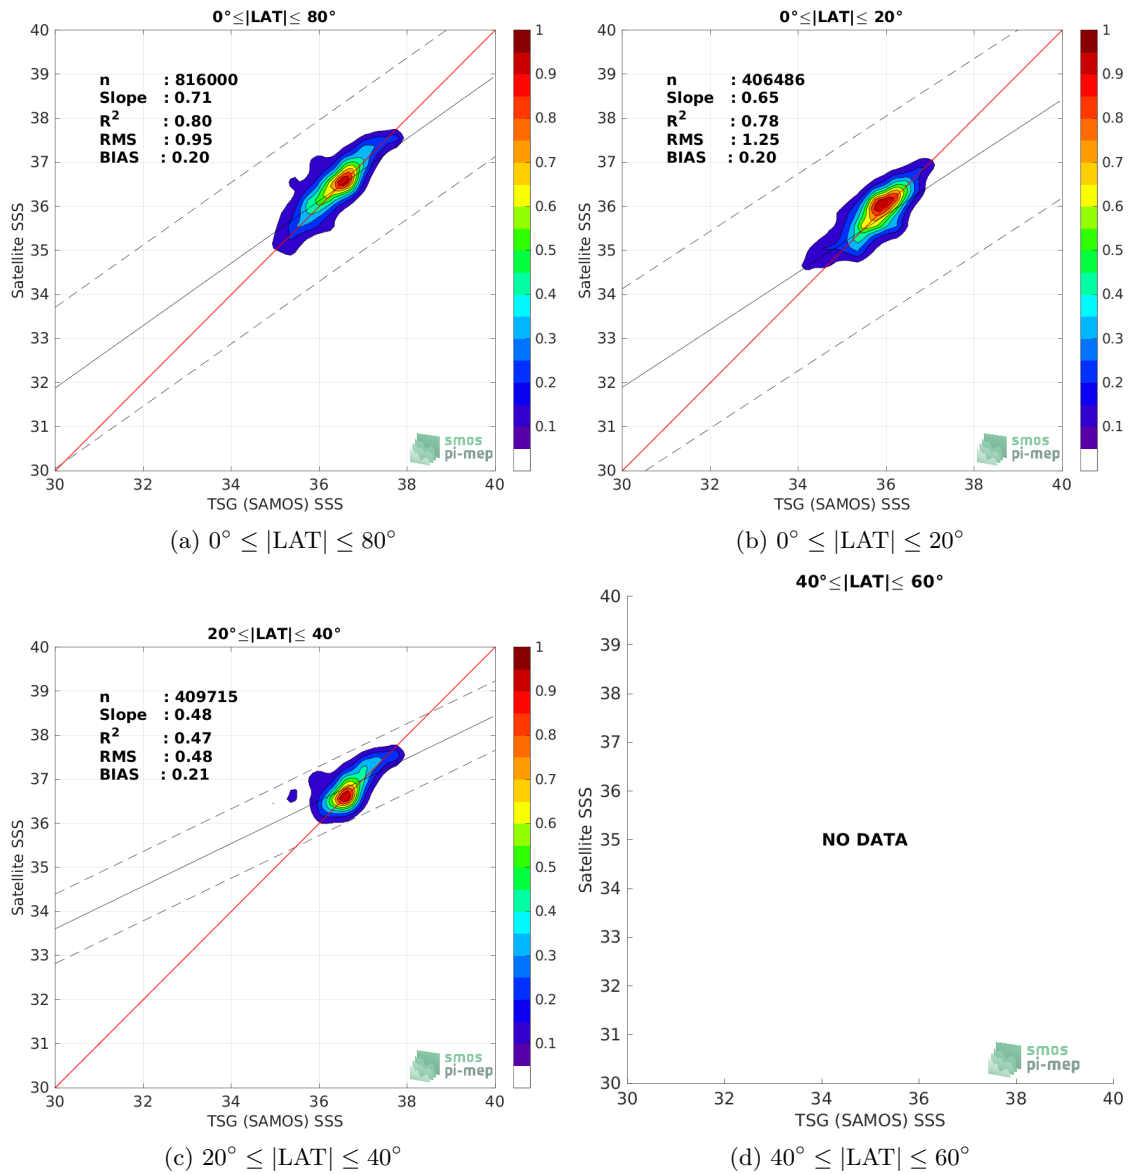 0°≤|LAT|≤ 80°
n : 816000
Slope : 0.71
R² : 0.80
RMS : 0.95
BIAS : 0.20
40
39
38
37
36
35
34
33
32
31
30
Satellite SSS
30 32 34 36 38 40
TSG (SAMOS) SSS
1
0.9
0.8
0.7
0.6
0.5
0.4
0.3
0.2
0.1
smos
pi-mep
(a) 0° ≤ |LAT| ≤ 80°
0°≤|LAT|≤ 20°
n : 406486
Slope : 0.65
R² : 0.78
RMS : 1.25
BIAS : 0.20
40
39
38
37
36
35
34
33
32
31
30
Satellite SSS
30 32 34 36 38 40
TSG (SAMOS) SSS
1
0.9
0.8
0.7
0.6
0.5
0.4
0.3
0.2
0.1
smos
pi-mep
(b) 0° ≤ |LAT| ≤ 20°
20°≤|LAT|≤ 40°
n : 409715
Slope : 0.48
R² : 0.47
RMS : 0.48
BIAS : 0.21
40
39
38
37
36
35
34
33
32
31
30
Satellite SSS
30 32 34 36 38 40
TSG (SAMOS) SSS
1
0.9
0.8
0.7
0.6
0.5
0.4
0.3
0.2
0.1
smos
pi-mep
(c) 20° ≤ |LAT| ≤ 40°
40°≤|LAT|≤ 60°
40
39
38
37
36
35
34
33
32
31
30
Satellite SSS
NO DATA
30 32 34 36 38 40
TSG (SAMOS) SSS
smos
pi-mep
(d) 40° ≤ |LAT| ≤ 60°